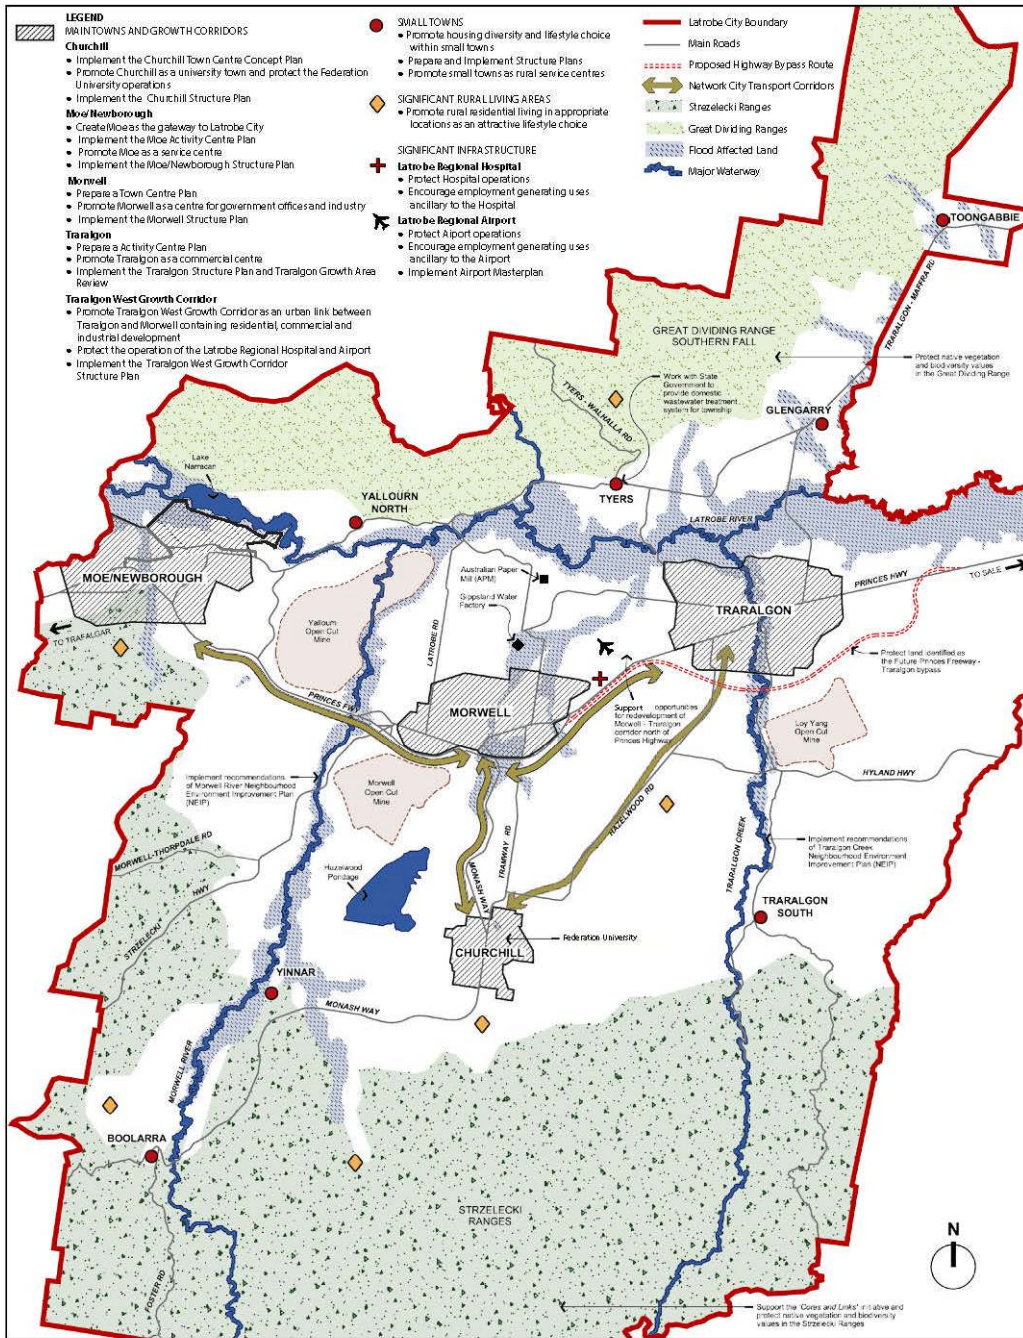 LEGEND
MAIN TOWNS AND GROWTH CORRIDORS
Churchill
• Implement the Churchill Town Centre Concept Plan
• Promote Churchill as a university town and protect the Federation
University operations
• Implement the Churchill Structure Plan
Moe/Newborough
• Create Moe as the gateway to Latrobe City
• Implement the Moe Activity Centre Plan
• Promote Moe as a service centre
• Implement the Moe/Newborough Structure Plan
Morwell
• Prepare a Town Centre Plan
• Promote Morwell as a centre for government offices and industry
• Implement the Morwell Structure Plan
Traralgon
• Prepare a Activity Centre Plan
• Promote Traralgon as a commercial centre
• Implement the Traralgon Structure Plan and Traralgon Growth Area
Review
Traralgon West Growth Corridor
• Promote Traralgon West Growth Corridor as an urban link between
Traralgon and Morwell containing residential, commercial and
industrial development
• Protect the operation of the Latrobe Regional Hospital and Airport
• Implement the Traralgon West Growth Corridor
Structure Plan
SMALL TOWNS
• Promote housing diversity and lifestyle choice
within small towns
• Prepare and Implement Structure Plans
• Promote small towns as rural service centres
SIGNIFICANT RURAL LIVING AREAS
• Promote rural residential living in appropriate
locations as an attractive lifestyle choice
SIGNIFICANT INFRASTRUCTURE
Latrobe Regional Hospital
• Protect Hospital operations
• Encourage employment generating uses
ancillary to the Hospital
Latrobe Regional Airport
• Protect Aiport operations
• Encourage employment generating uses
ancillary to the Airport
• Implement Airport Masterplan
Latrobe City Boundary
Main Roads
Proposed Highway Bypass Route
Network City Transport Corridors
Strezelecki Ranges
Great Dividing Ranges
Flood Affected Land
Major Waterway
TOONGABBIE
TRARALGON - MAFFRA RD
GREAT DIVIDING RANGE
SOUTHERN FALL
Protect native vegetation
and biodiversity values
in the Great Dividing Range
Work with State
Government to
provide domestic
wastewater treatment
system for township
TYERS - WALHALLA RD
GLENGARRY
Lake
Narracan
YALLOURN
NORTH
TYERS
LATROBE RIVER
MOE/NEWBOROUGH
Australian Paper
Mill (APM)
PRINCES HWY
TO SALE
Gippsland Water
Factory
TRARALGON
Yallourn
Open Cut
Mine
LATROBE RD
TO TRAFALGAR
Protect land identified as
the Future Princes Freeway -
Traralgon bypass
PRINCES FWY
MORWELL
Support opportunities
for redevelopment of
Morwell - Traralgon
corridor north of
Princes Highway
Loy Yang
Open Cut
Mine
HYLAND HWY
Implement recommendations
of Morwell River Neighbourhood
Environment Improvement Plan
(NEIP)
Morwell
Open Cut
Mine
HAZELWOOD RD
TRAMWAY RD
MONASH WAY
MORWELL-THORPDALE RD
Hazelwood
Pondage
TRARALGON CREEK
Implement recommendations
of Traralgon Creek
Neighbourhood Environment
Improvement Plan (NEIP)
STRZELECKI HWY
TRARALGON
SOUTH
Federation University
CHURCHILL
YINNAR
MONASH WAY
MORWELL RIVER
BOOLARRA
STRZELECKI
RANGES
N
FOSTER RD
Support the 'Cores and Links' initiative and
protect native vegetation and biodiversity
values in the Strzelecki Ranges